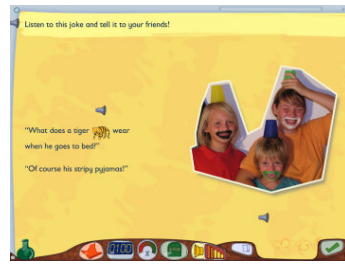 Listen to this joke and tell it to your friends!
"What does a tiger wear
when he goes to bed?"
"Of course his stripy pyjamas!"
0100